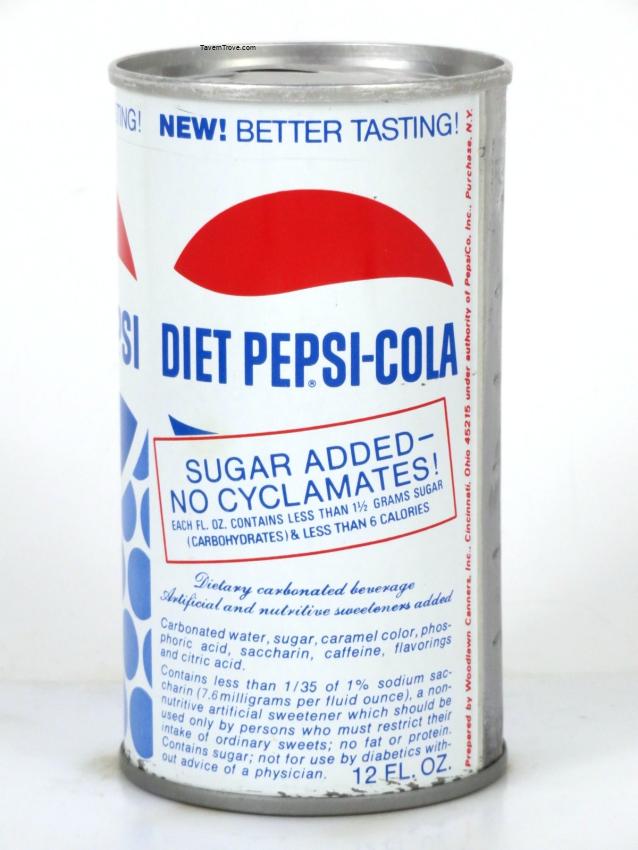 TavernTrove.com
TING!
NEW! BETTER TASTING!
PSI
DIET PEPSI-COLA
®
SUGAR ADDED–
NO CYCLAMATES!
EACH FL. OZ. CONTAINS LESS THAN 1½ GRAMS SUGAR
(CARBOHYDRATES) & LESS THAN 6 CALORIES
Dietary carbonated beverage
Artificial and nutritive sweeteners added
Carbonated water, sugar, caramel color, phos-
phoric acid, saccharin, caffeine, flavorings
and citric acid.
Contains less than 1/35 of 1% sodium sac-
charin (7.6 milligrams per fluid ounce), a non-
nutritive artificial sweetener which should be
used only by persons who must restrict their
intake of ordinary sweets; no fat or protein.
Contains sugar; not for use by diabetics with-
out advice of a physician.
12 FL. OZ.
Prepared by Woodlawn Canners, Inc., Cincinnati, Ohio 45215 under authority of PepsiCo, Inc., Purchase, N.Y.